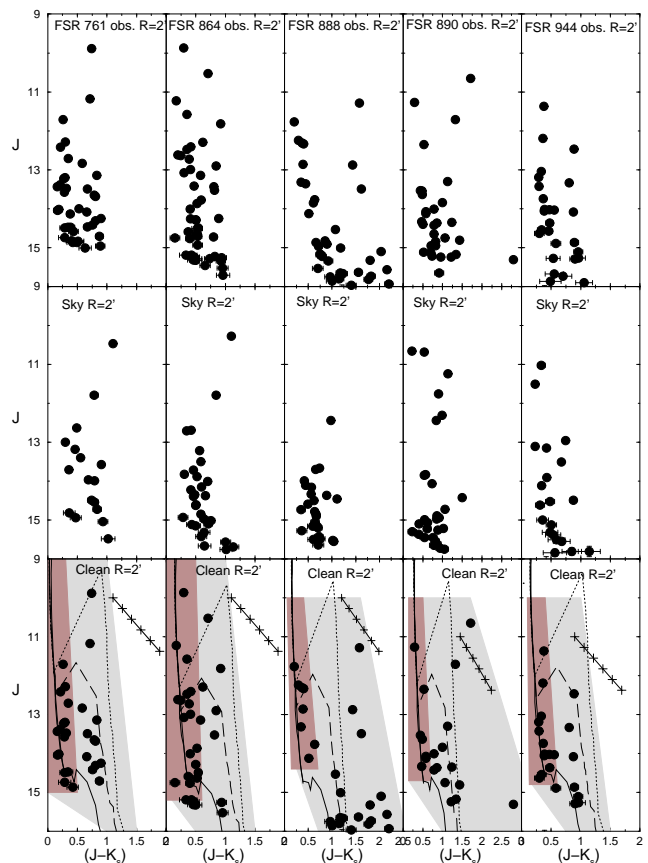 FSR 761 obs. R=2' FSR 864 obs. R=2' FSR 888 obs. R=2' FSR 890 obs. R=2' FSR 944 obs. R=2'
9
11
J
13
15
9
Sky R=2' Sky R=2' Sky R=2' Sky R=2' Sky R=2'
11
J
13
15
9
Clean R=2' Clean R=2' Clean R=2' Clean R=2' Clean R=2'
11
J
13
15
0 0.5 1 1.5 0 0.5 1 1.5 0 0.5 1 1.5 2 0 0.5 1 1.5 2 2.5 0 0.5 1 1.5 2
(J−Ks) (J−Ks) (J−Ks) (J−Ks) (J−Ks)